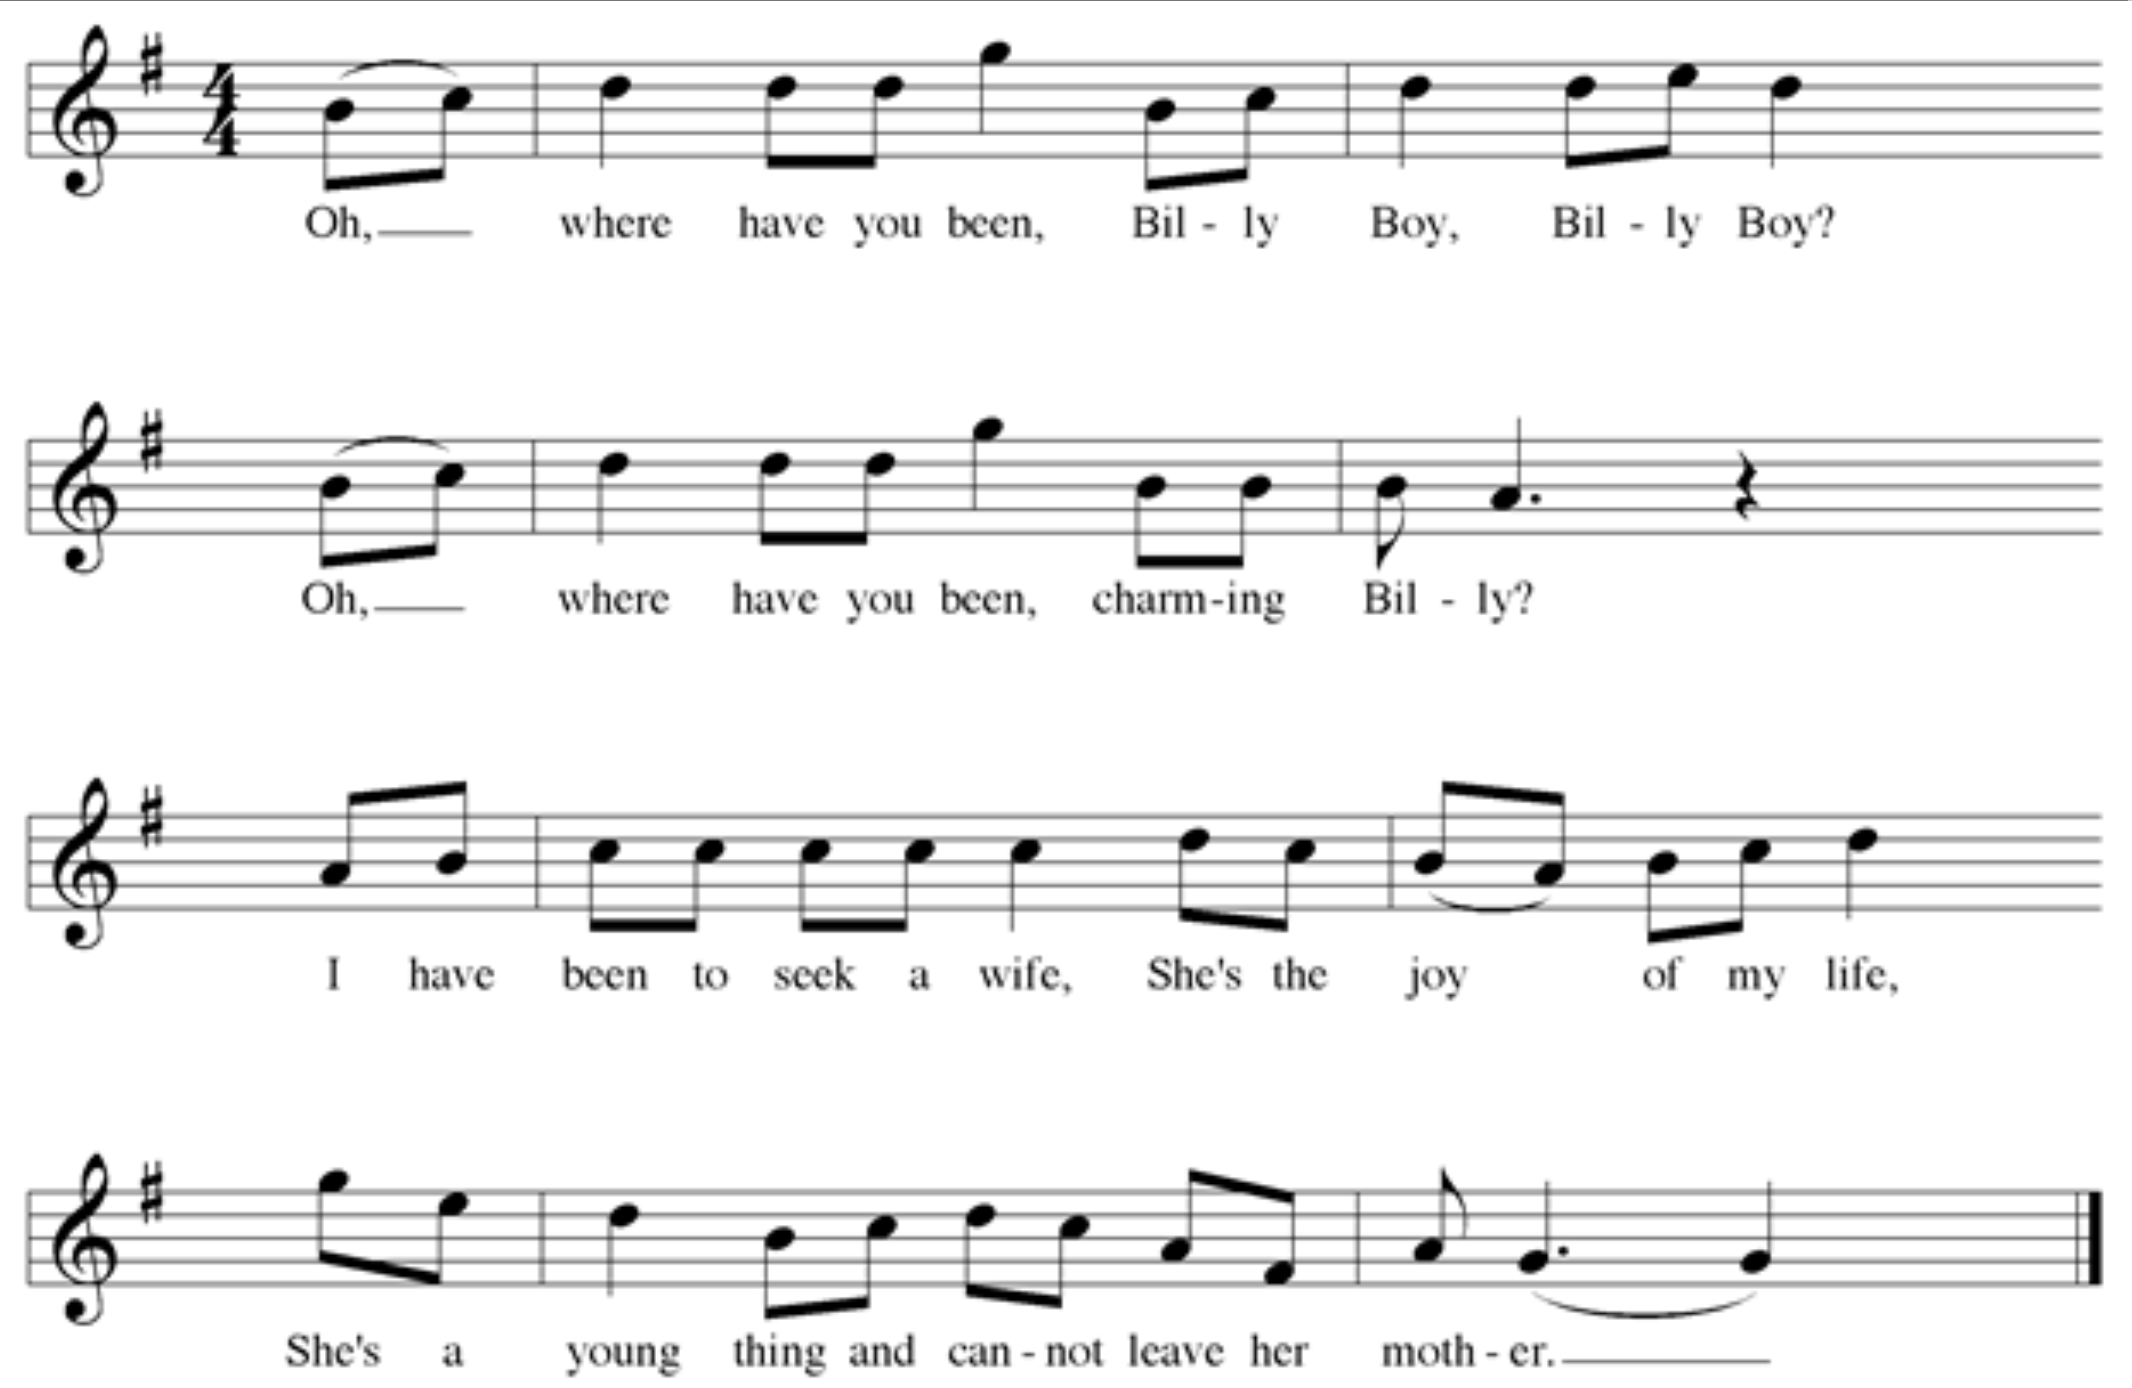 4
4
Oh, where have you been, Bil - ly Boy, Bil - ly Boy?
Oh, where have you been, charm-ing Bil - ly?
I have been to seek a wife, She's the joy of my life,
She's a young thing and can - not leave her moth - er.